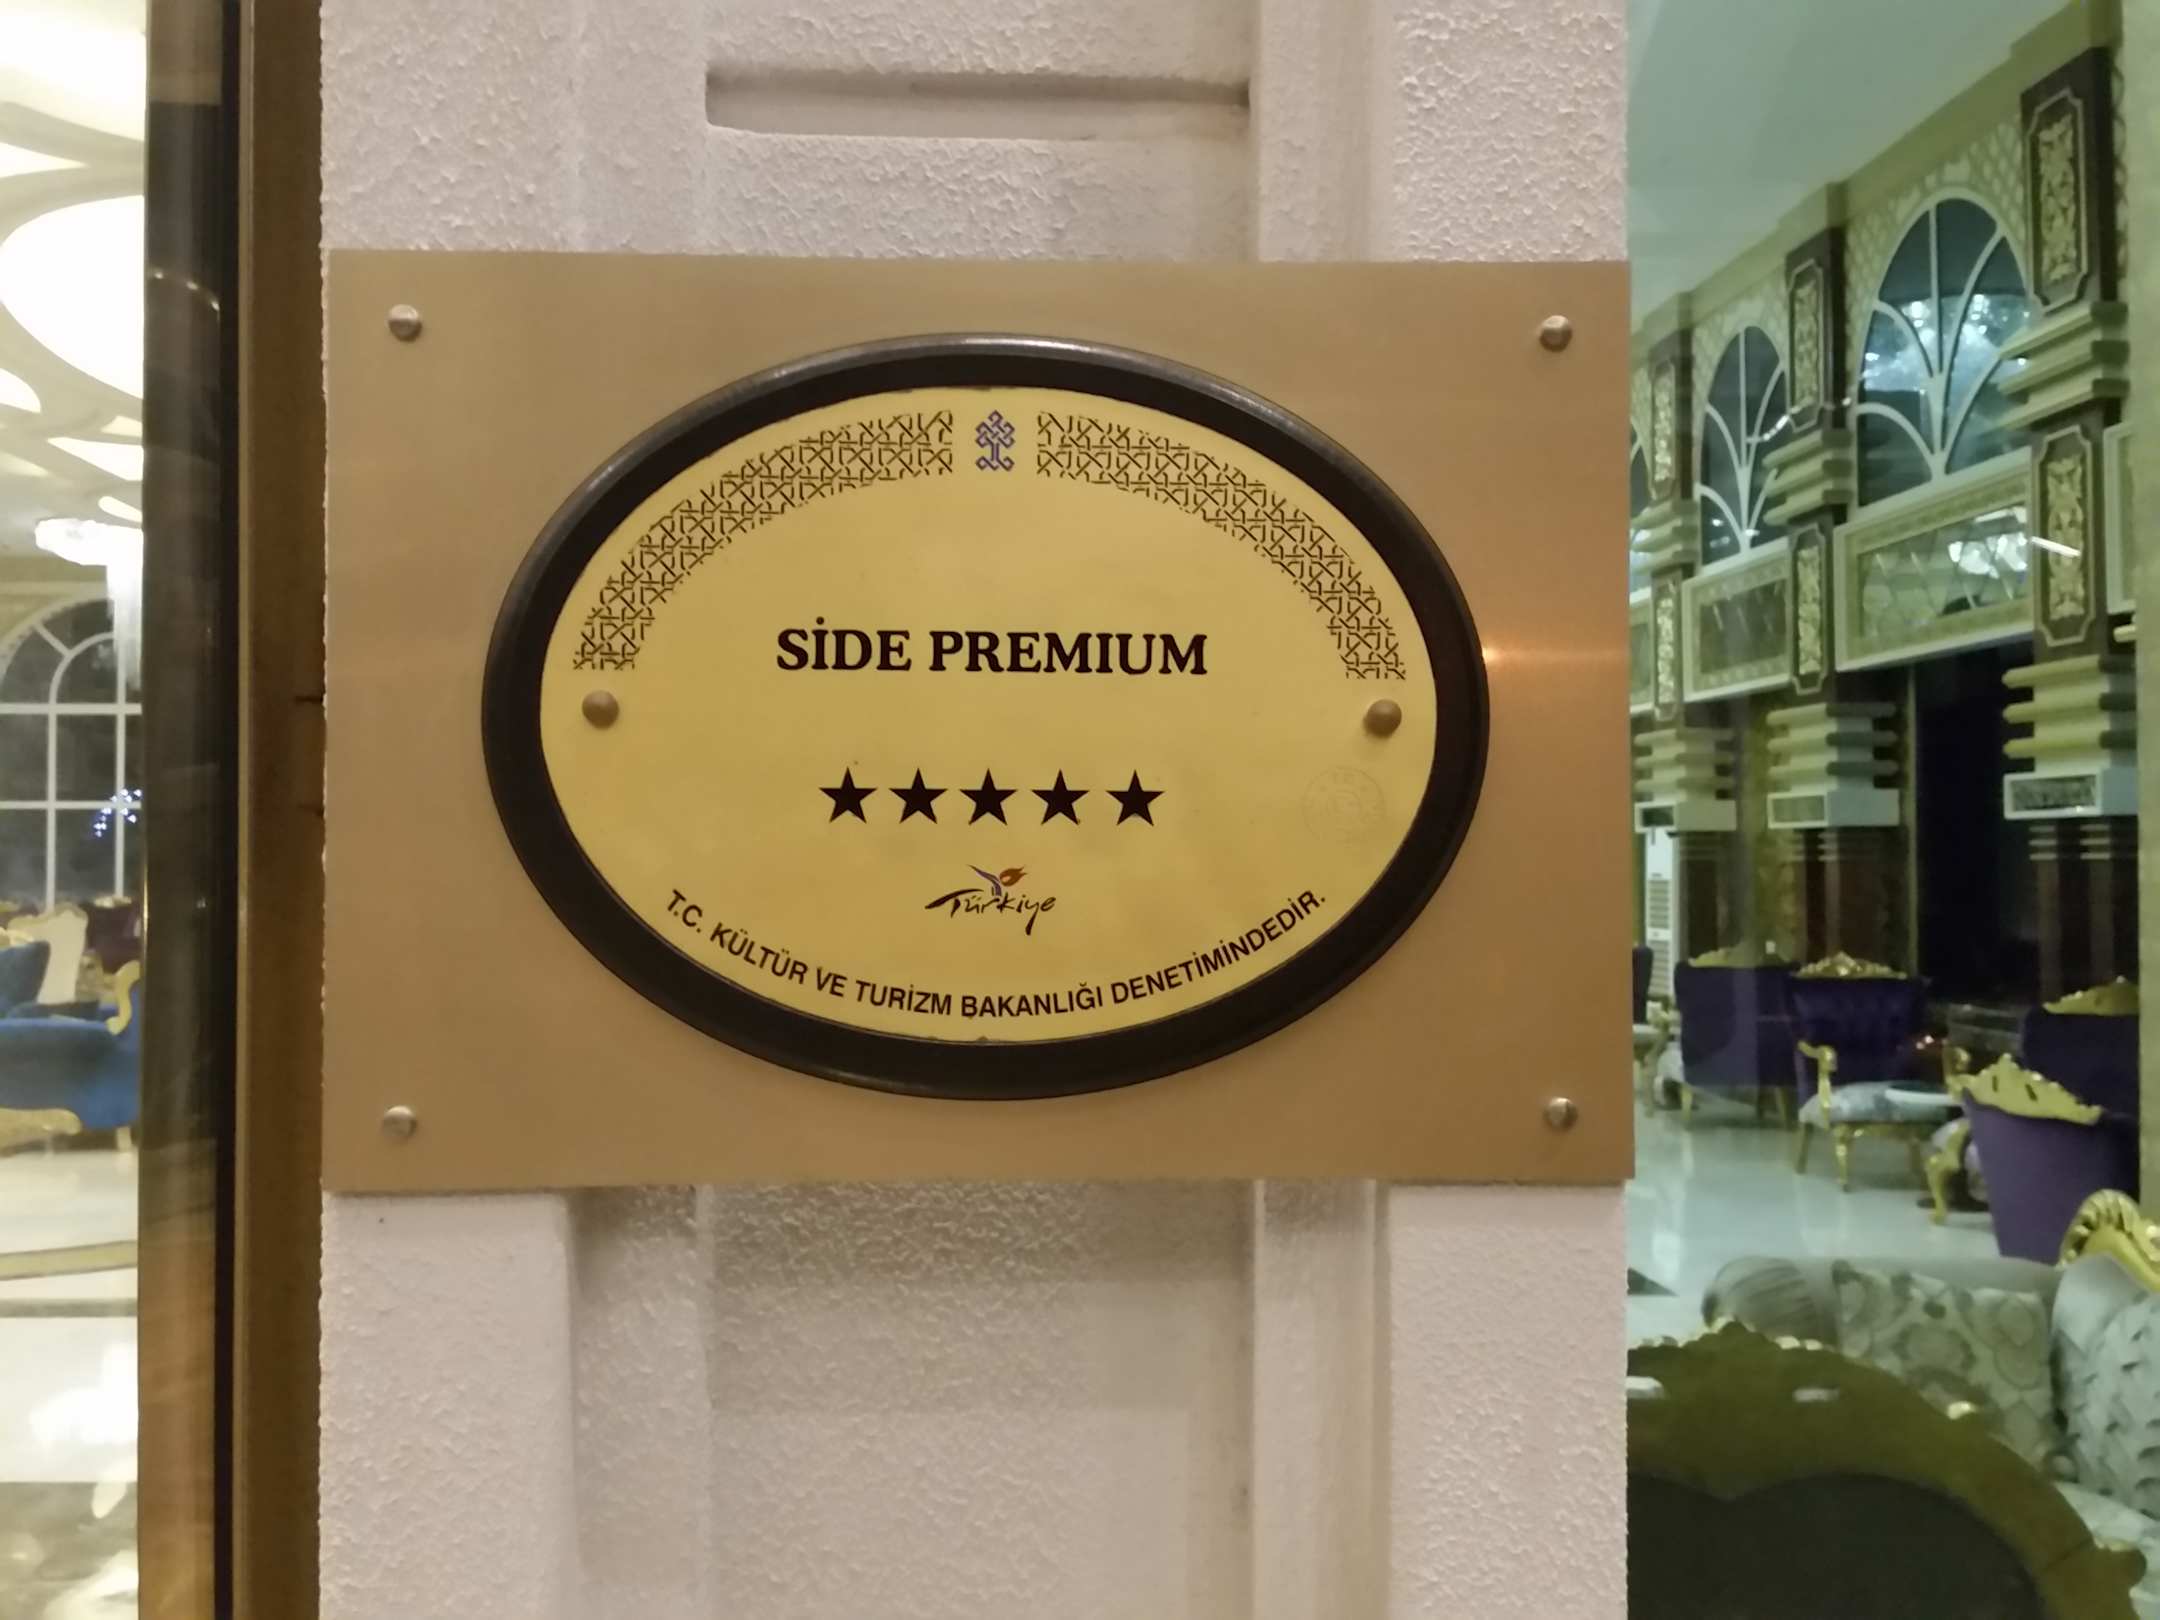 SİDE PREMIUM
★★★★★
Türkiye
T.C. KÜLTÜR VE TURİZM BAKANLIĞI DENETİMİNDEDİR.